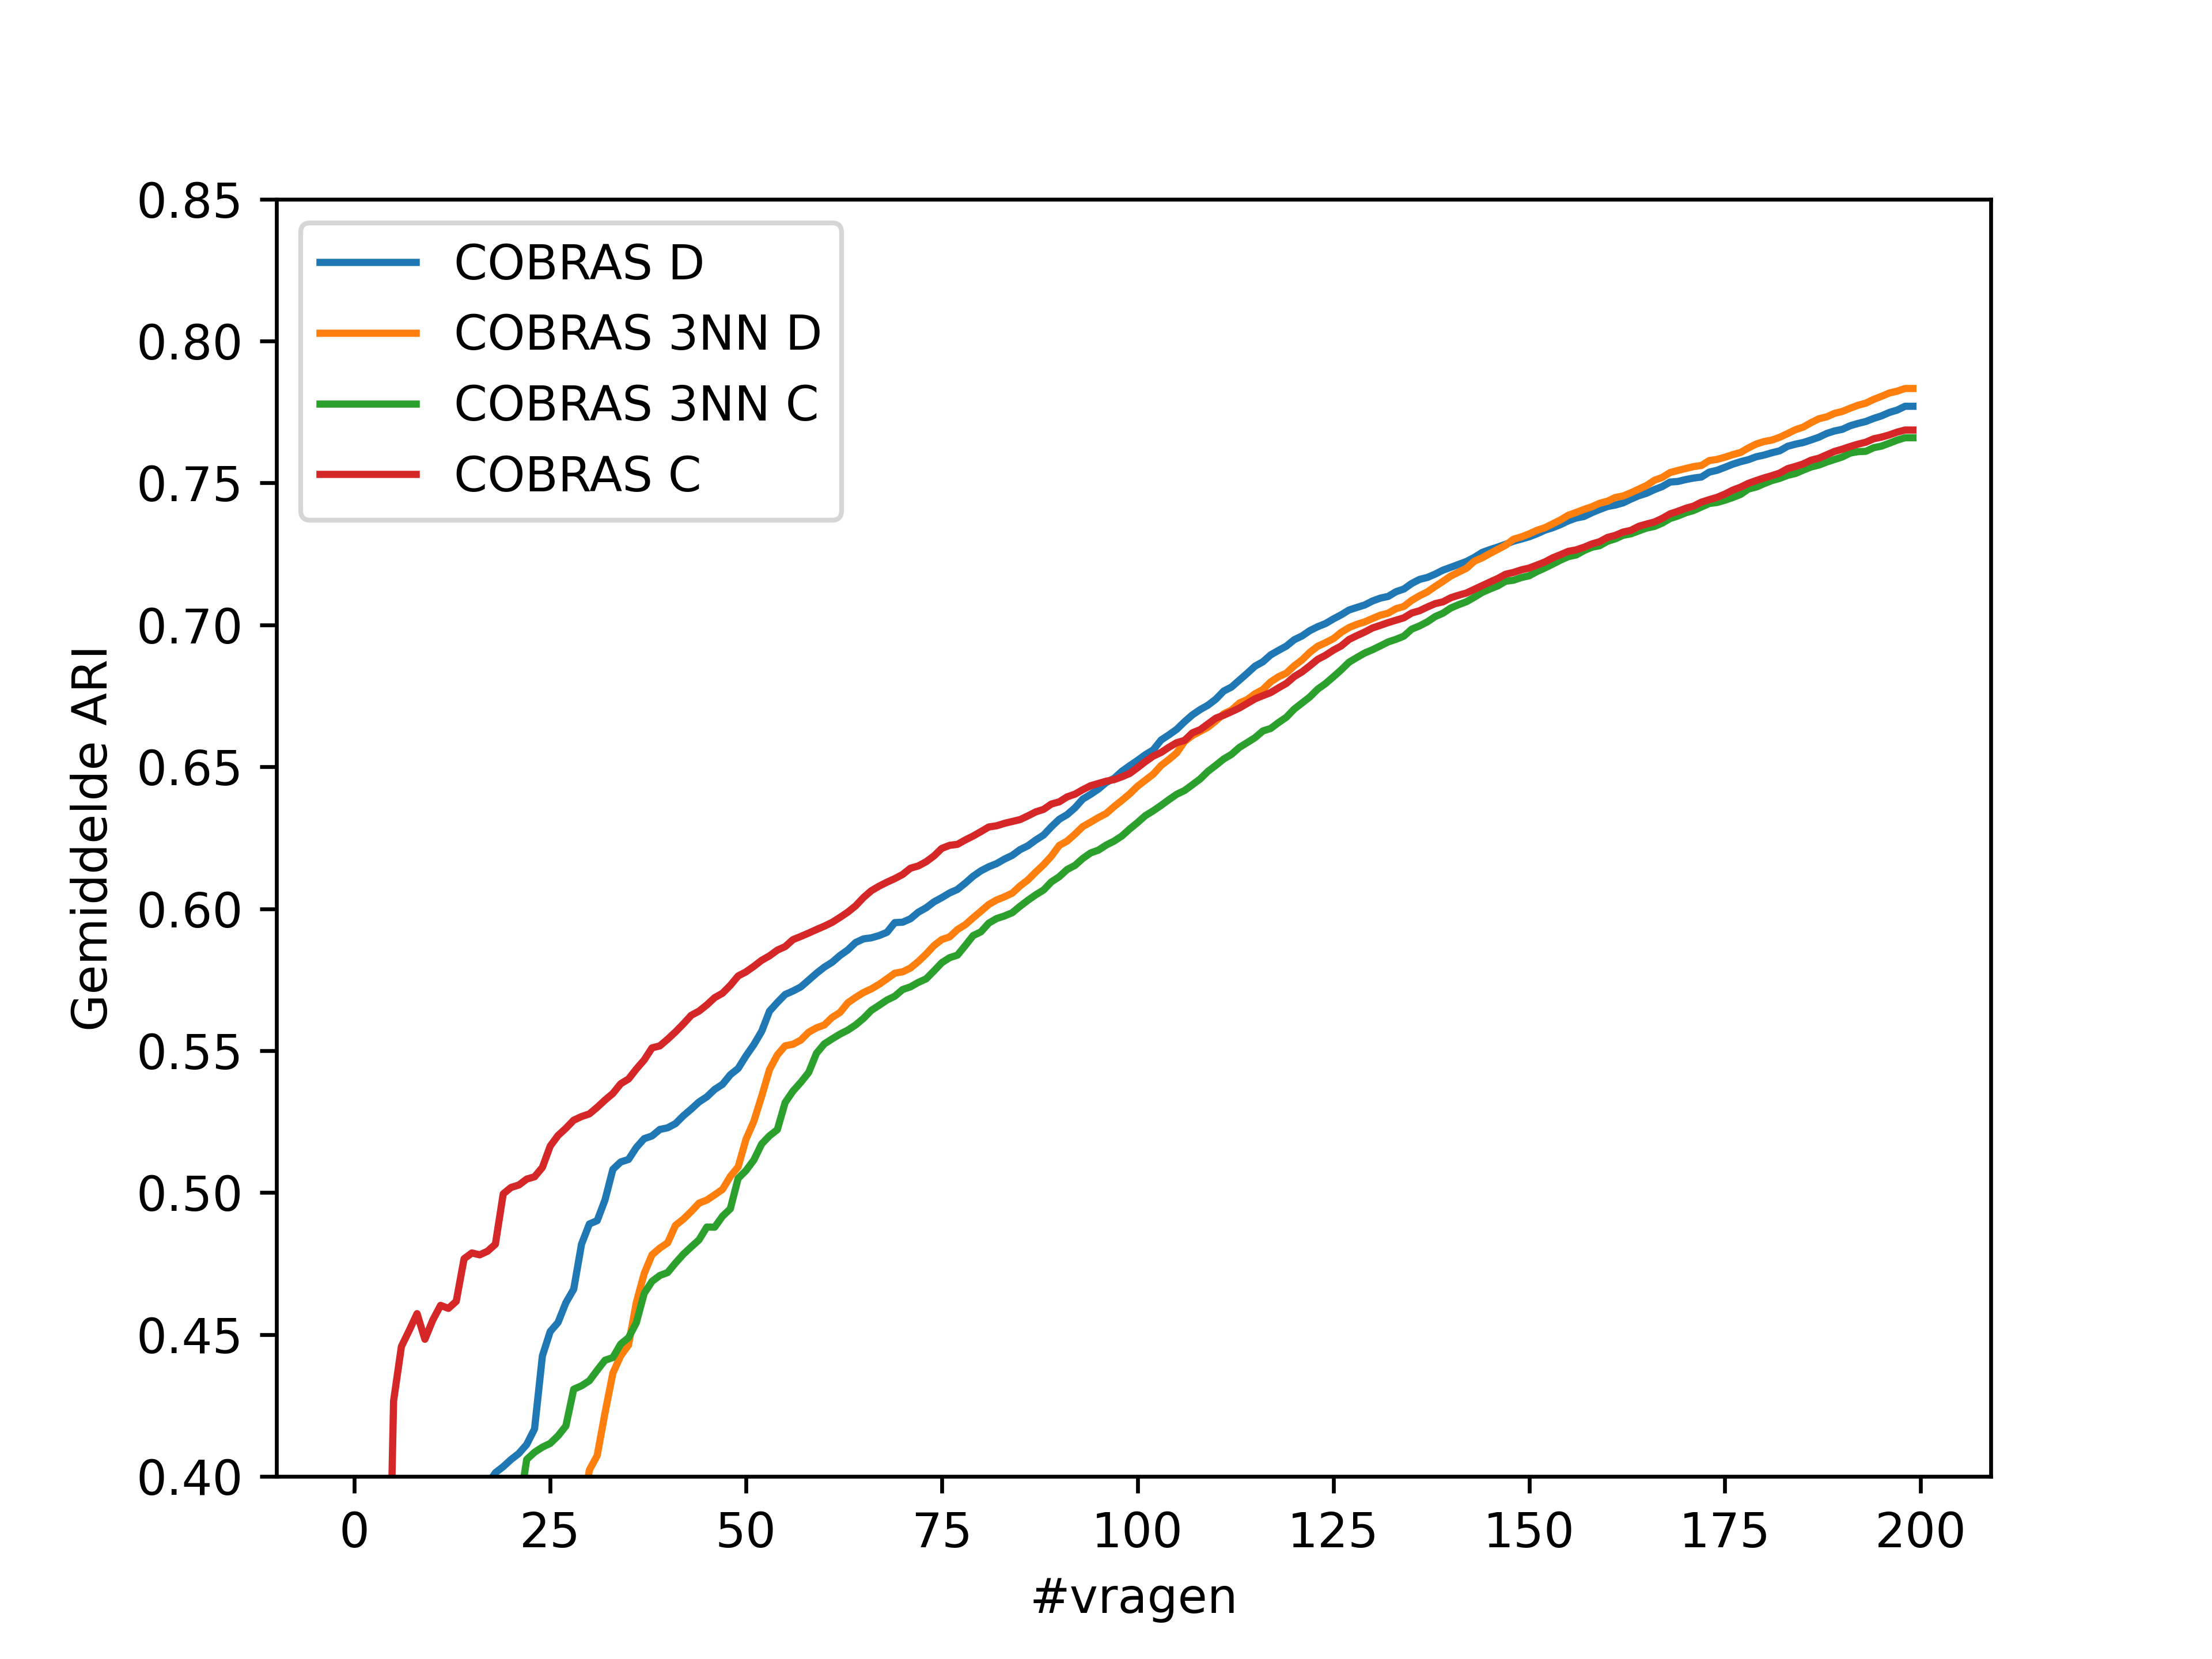 COBRAS D
COBRAS 3NN D
COBRAS 3NN C
COBRAS C
0.85
0.80
0.75
0.70
0.65
0.60
0.55
0.50
0.45
0.40
Gemiddelde ARI
0 25 50 75 100 125 150 175 200
#vragen